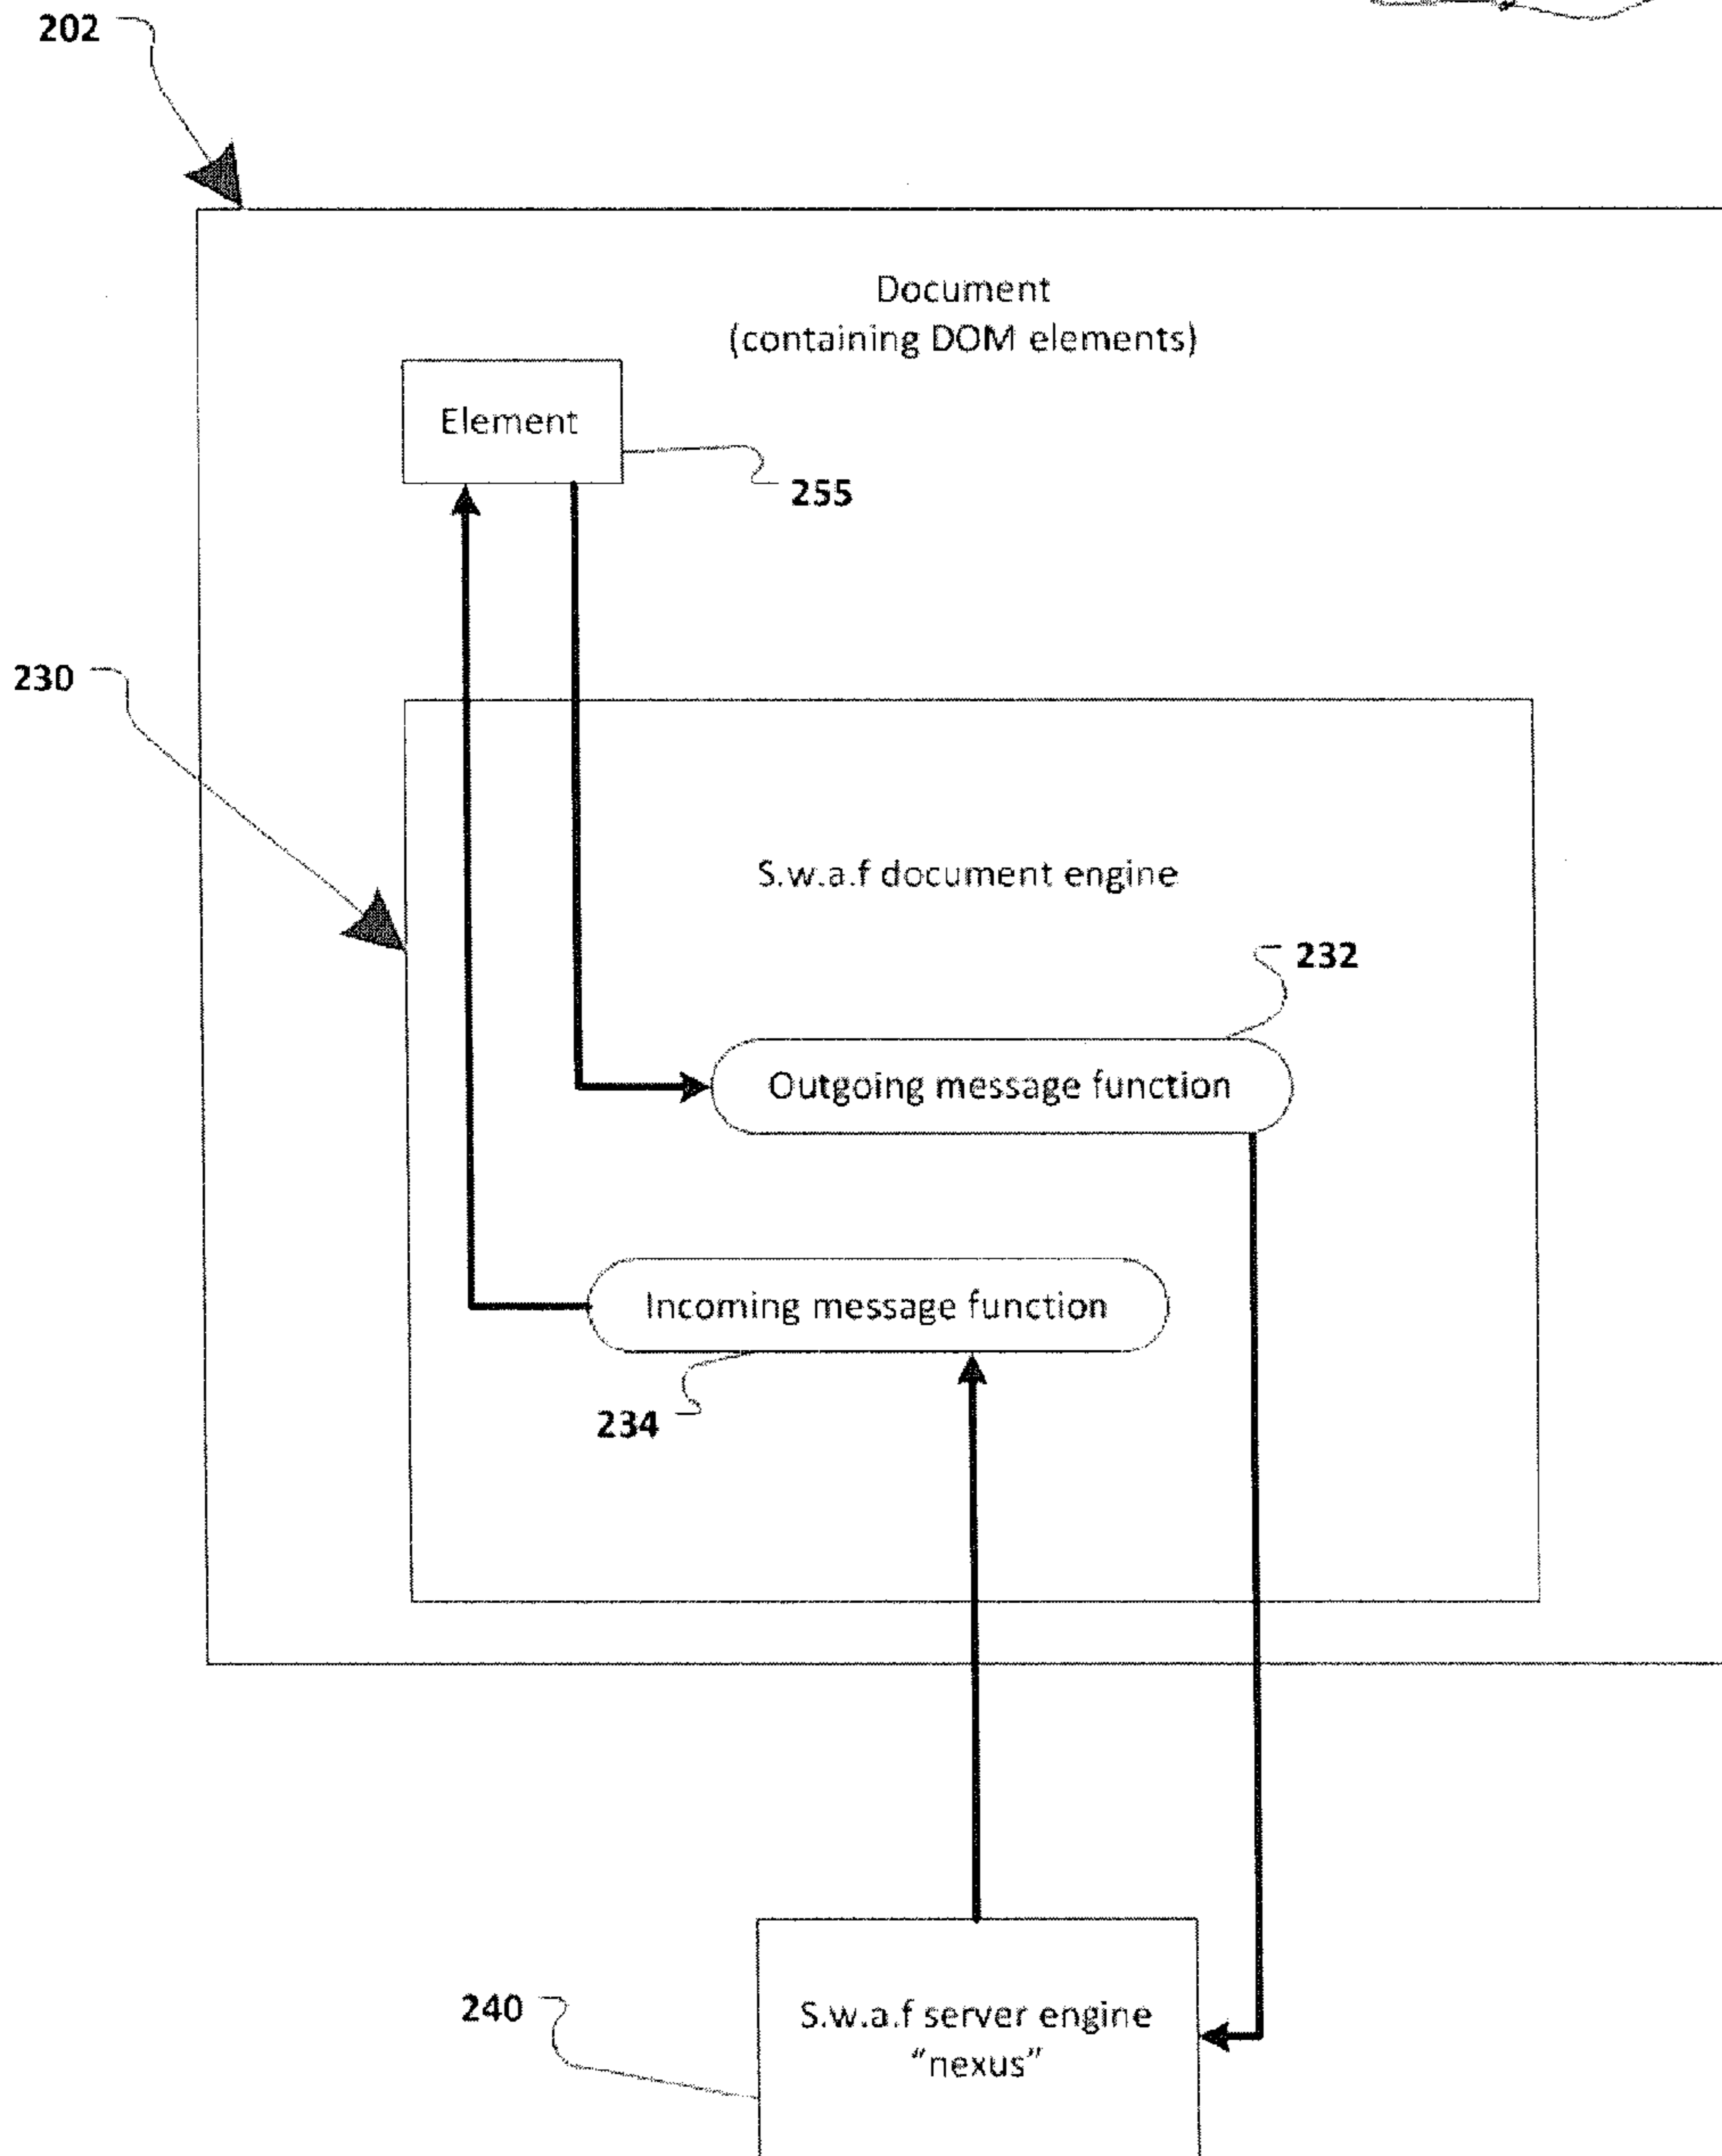 202
Document
(containing DOM elements)
Element
255
230
S.w.a.f document engine
232
Outgoing message function
Incoming message function
234
240
S.w.a.f server engine
“nexus”